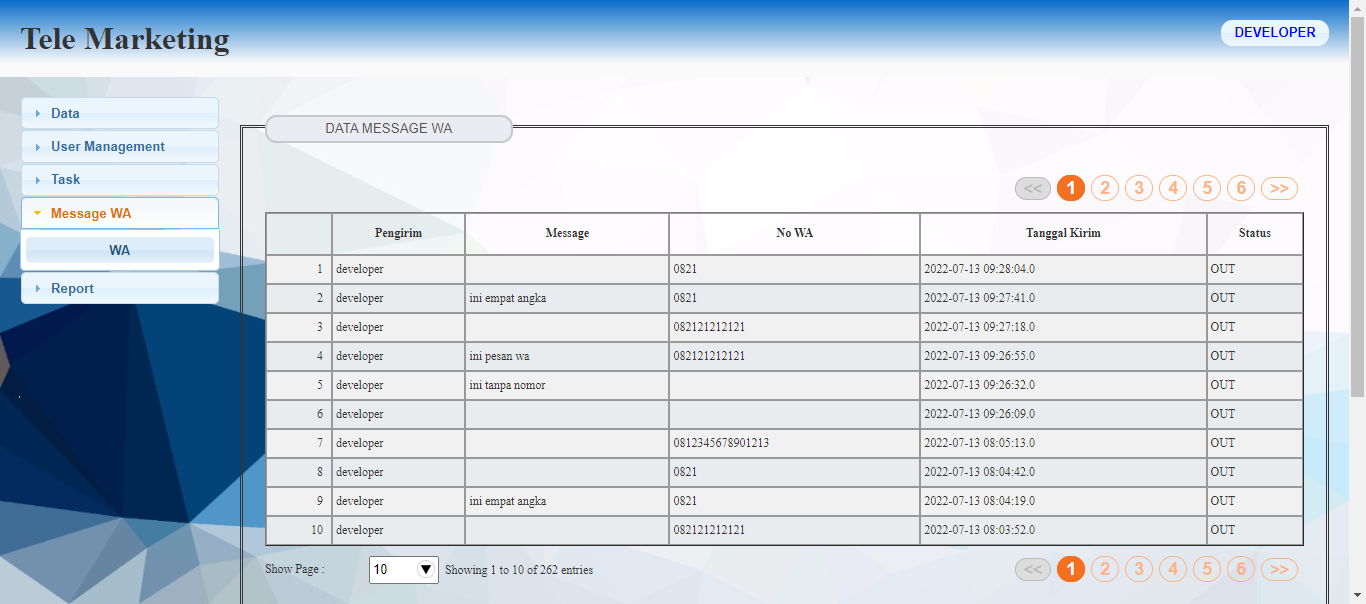 Tele Marketing
DEVELOPER
Data
User Management
Task
Message WA
WA
Report
DATA MESSAGE WA
<< 1 2 3 4 5 6 >>
Pengirim Message No WA Tanggal Kirim Status
1 developer 0821 2022-07-13 09:28:04.0 OUT
2 developer ini empat angka 0821 2022-07-13 09:27:41.0 OUT
3 developer 082121212121 2022-07-13 09:27:18.0 OUT
4 developer ini pesan wa 082121212121 2022-07-13 09:26:55.0 OUT
5 developer ini tanpa nomor 2022-07-13 09:26:32.0 OUT
6 developer 2022-07-13 09:26:09.0 OUT
7 developer 0812345678901213 2022-07-13 08:05:13.0 OUT
8 developer 0821 2022-07-13 08:04:42.0 OUT
9 developer ini empat angka 0821 2022-07-13 08:04:19.0 OUT
10 developer 082121212121 2022-07-13 08:03:52.0 OUT
Show Page : 10 Showing 1 to 10 of 262 entries << 1 2 3 4 5 6 >>